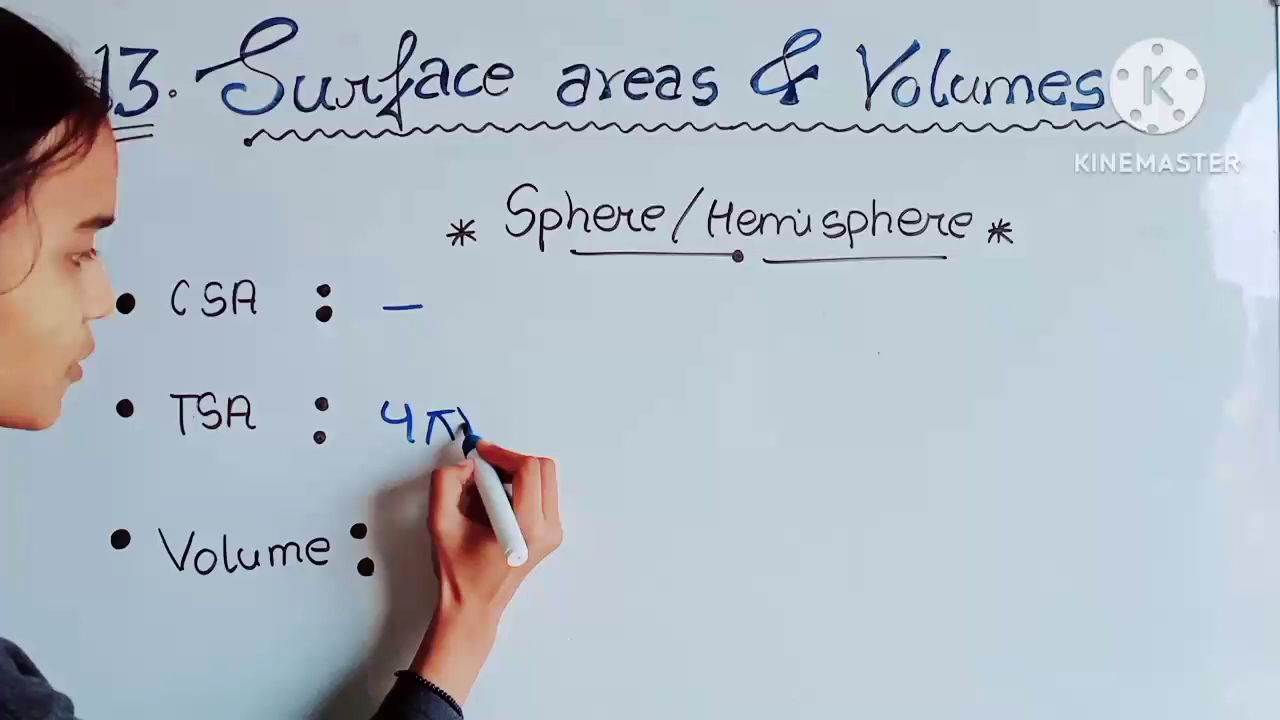 13. Surface areas & Volumes
K
KINEMASTER
* Sphere/Hemisphere *
• CSA : —
• TSA : 4π
• Volume :